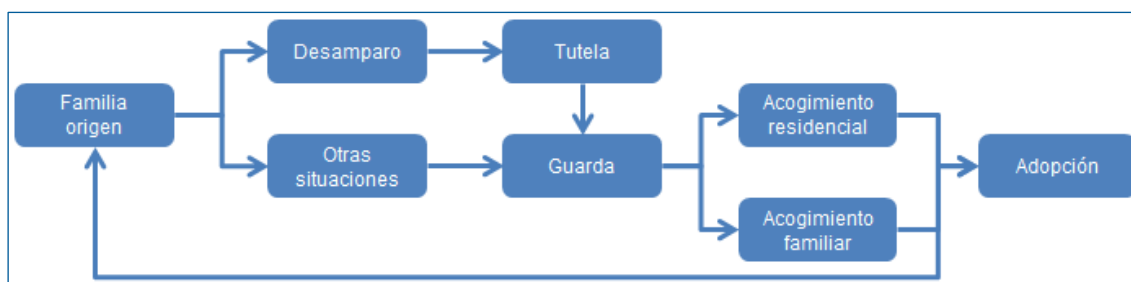 Familia
origen
Desamparo
Otras
situaciones
Tutela
Guarda
Acogimiento
residencial
Acogimiento
familiar
Adopción